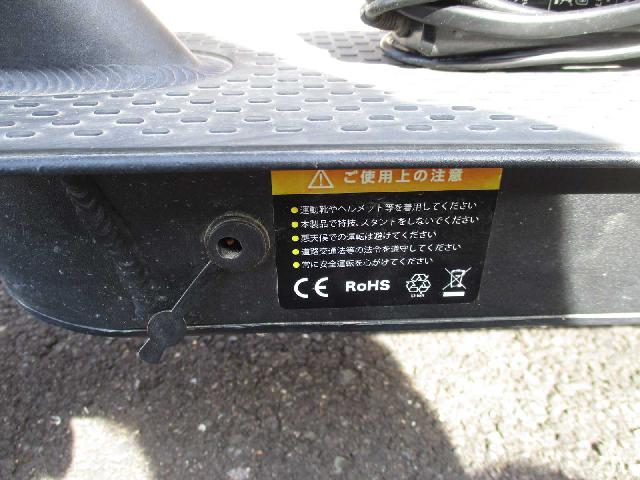 ご使用上の注意
運動靴やヘルメット等を着用してください
本製品で特技、スタントをしないでください
悪天候での運転は避けてください
道路交通法等の法令を遵守してください
常に安全運転を心がけてください
CE RoHS